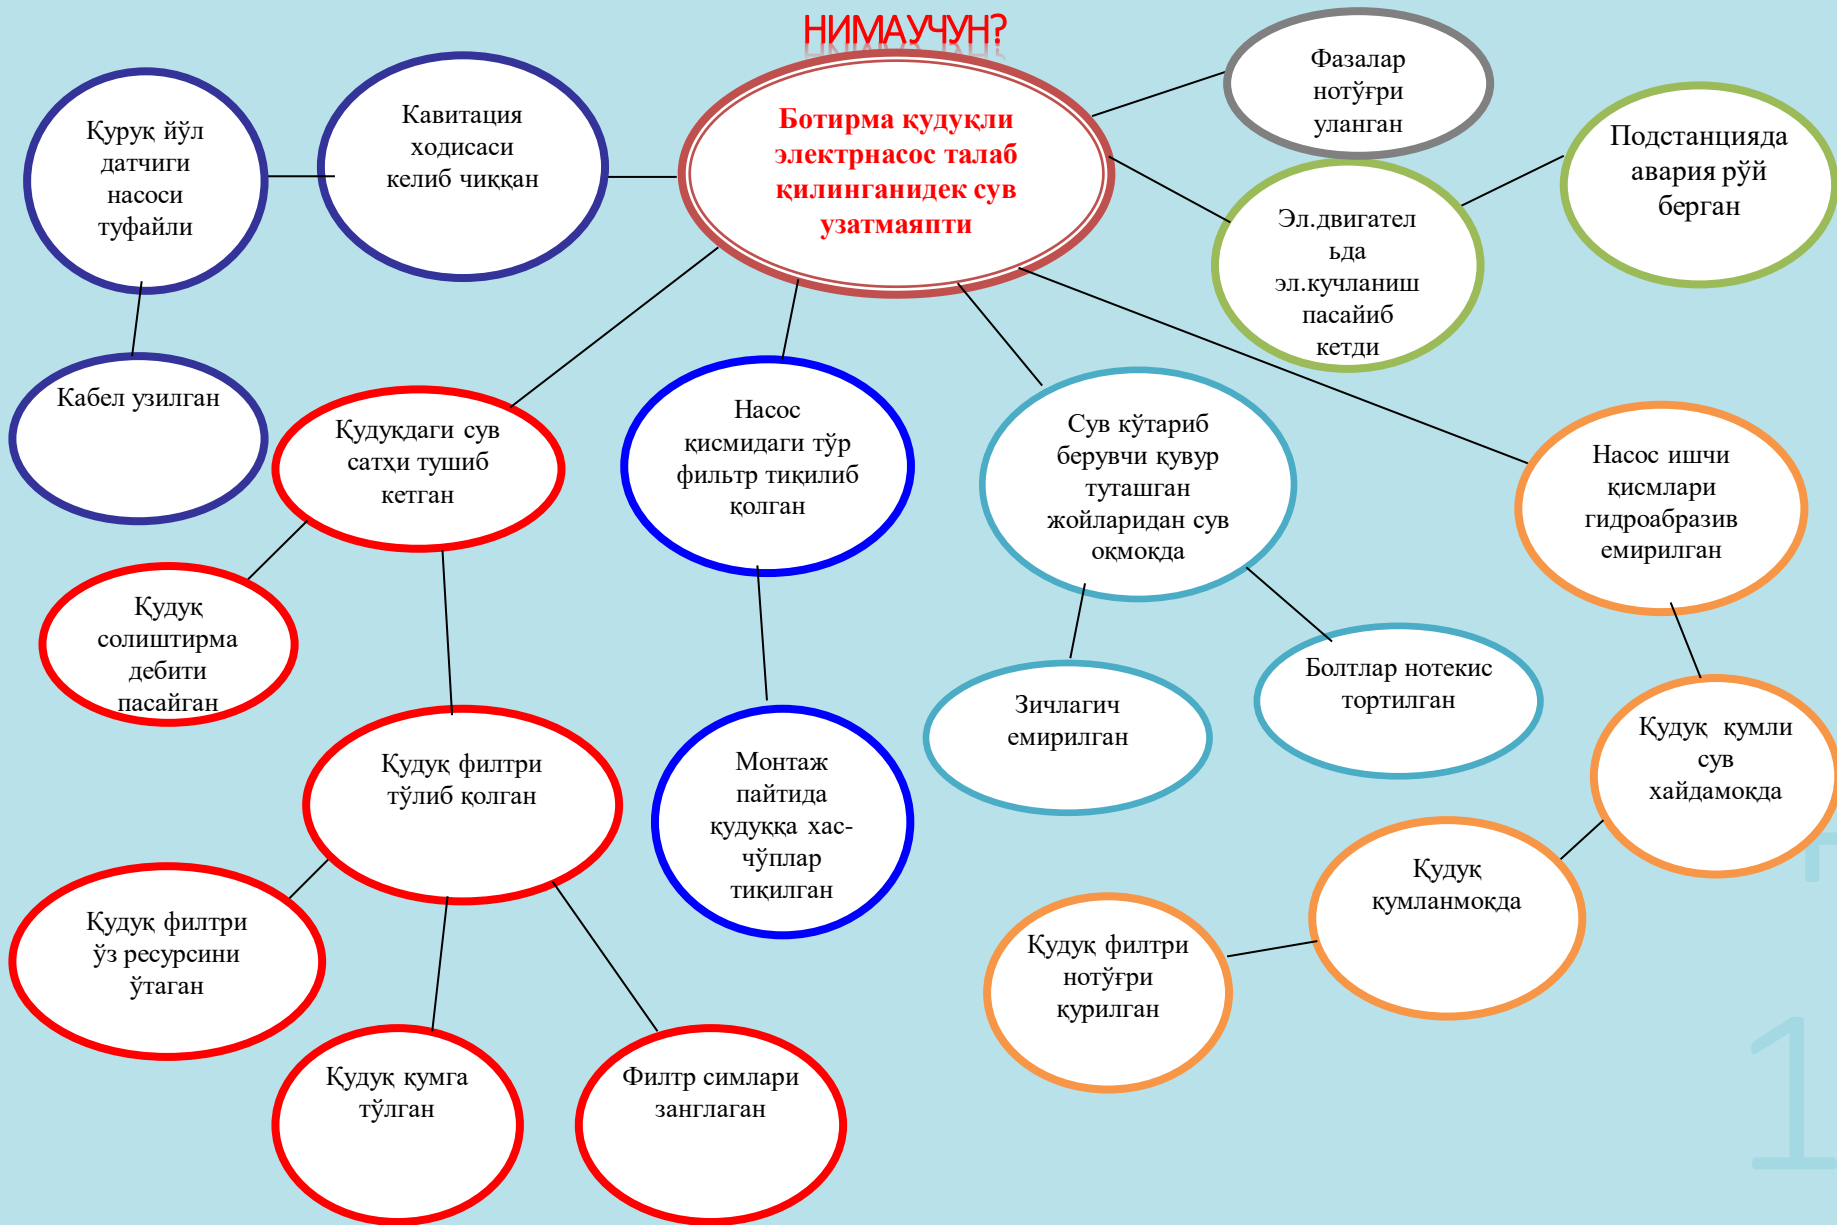 НИМАУЧУН?
Ботирма қудуқли
электрнасос талаб
қилинганидек сув
узатмаяпти
Фазалар
нотўғри
уланган
Подстанцияда
авария рўй
берган
Эл.двигател
ьда
эл.кучланиш
пасайиб
кетди
Кавитация
ходисаси
келиб чиққан
Қуруқ йўл
датчиги
насоси
туфайли
Кабел узилган
Қудуқдаги сув
сатҳи тушиб
кетган
Насос
қисмидаги тўр
фильтр тиқилиб
қолган
Сув кўтариб
берувчи қувур
туташган
жойларидан сув
оқмоқда
Насос ишчи
қисмлари
гидроабразив
емирилган
Қудуқ
солиштирма
дебити
пасайган
Қудуқ филтри
тўлиб қолган
Монтаж
пайтида
қудуққа хас-
чўплар
тиқилган
Зичлагич
емирилган
Болтлар нотекис
тортилган
Қудуқ қумли
сув
хайдамоқда
Қудуқ
қумланмоқда
Қудуқ филтри
нотўғри
қурилган
Қудуқ филтри
ўз ресурсини
ўтаган
Қудуқ қумга
тўлган
Филтр симлари
занглаган
1